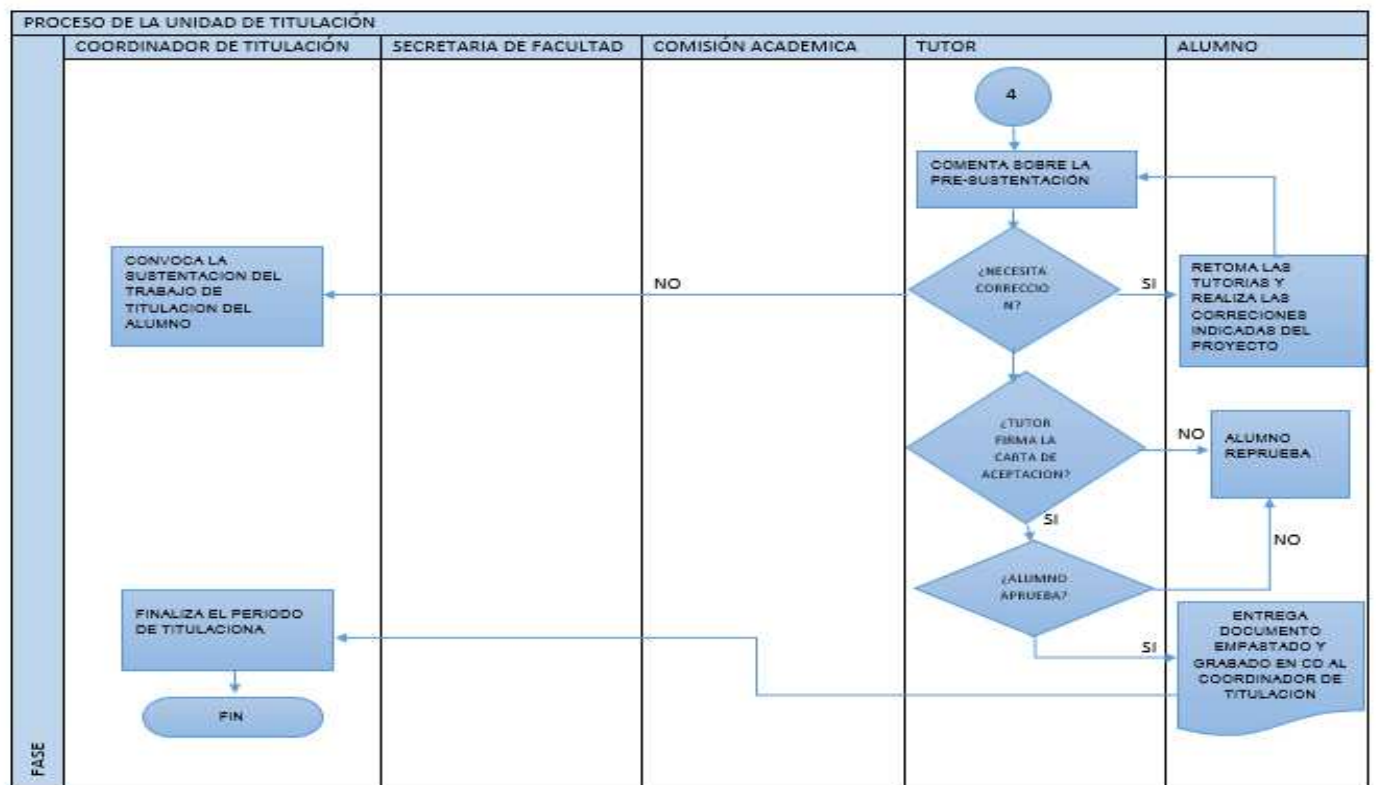 PROCESO DE LA UNIDAD DE TITULACIÓN
COORDINADOR DE TITULACIÓN
SECRETARIA DE FACULTAD
COMISIÓN ACADEMICA
TUTOR
ALUMNO
4
COMENTA SOBRE LA
PRE-SUSTENTACIÓN
CONVOCA LA
SUSTENTACION DEL
TRABAJO DE
TITULACION DEL
ALUMNO
NO
¿NECESITA
CORRECCIO
N?
SI
RETOMA LAS
TUTORIAS Y
REALIZA LAS
CORRECIONES
INDICADAS DEL
PROYECTO
¿TUTOR
FIRMA LA
CARTA DE
ACEPTACION?
NO
ALUMNO
REPRUEBA
SI
NO
¿ALUMNO
APRUEBA?
SI
FINALIZA EL PERIODO
DE TITULACIONA
ENTREGA
DOCUMENTO
EMPASTADO Y
GRABADO EN CD AL
COORDINADOR DE
TITULACION
FIN
FASE